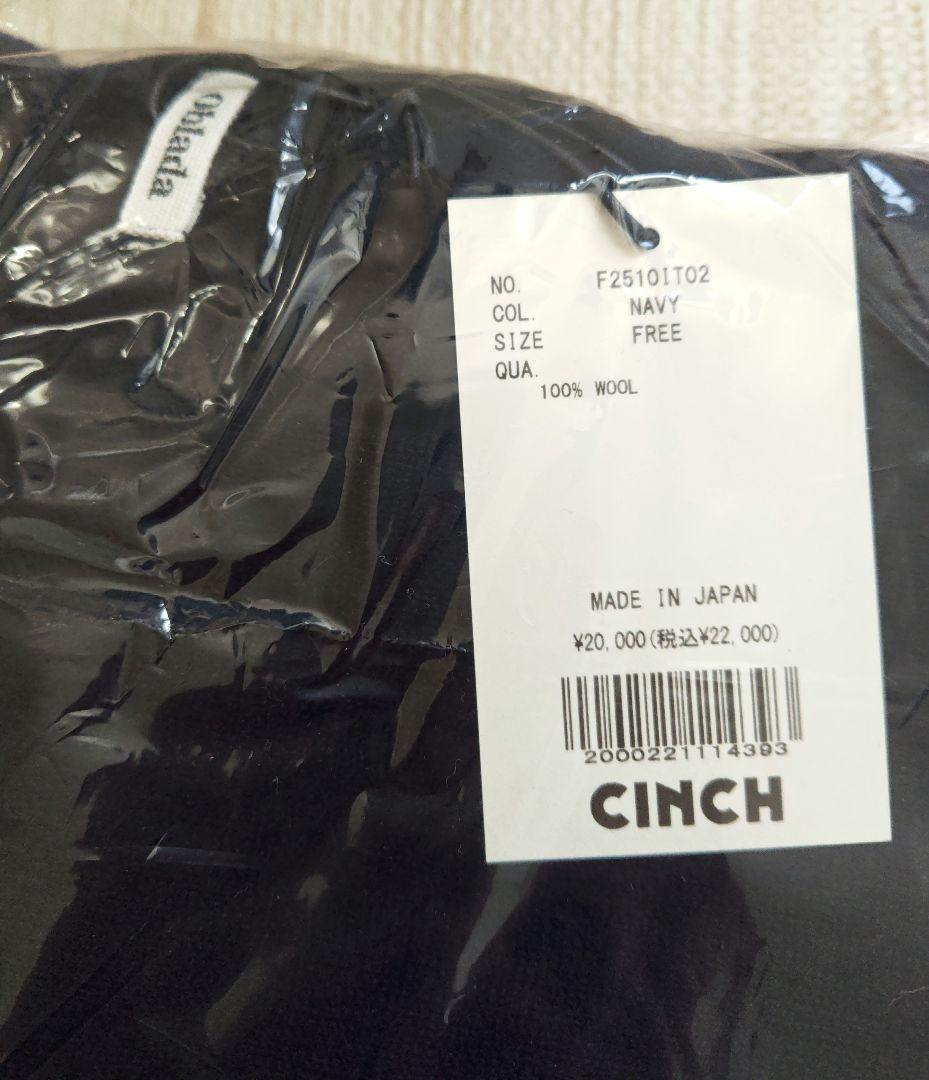 Oblada
NO. F2510IT02
COL. NAVY
SIZE FREE
QUA.
100% WOOL
MADE IN JAPAN
¥20,000(税込¥22,000)
2000221114393
CINCH